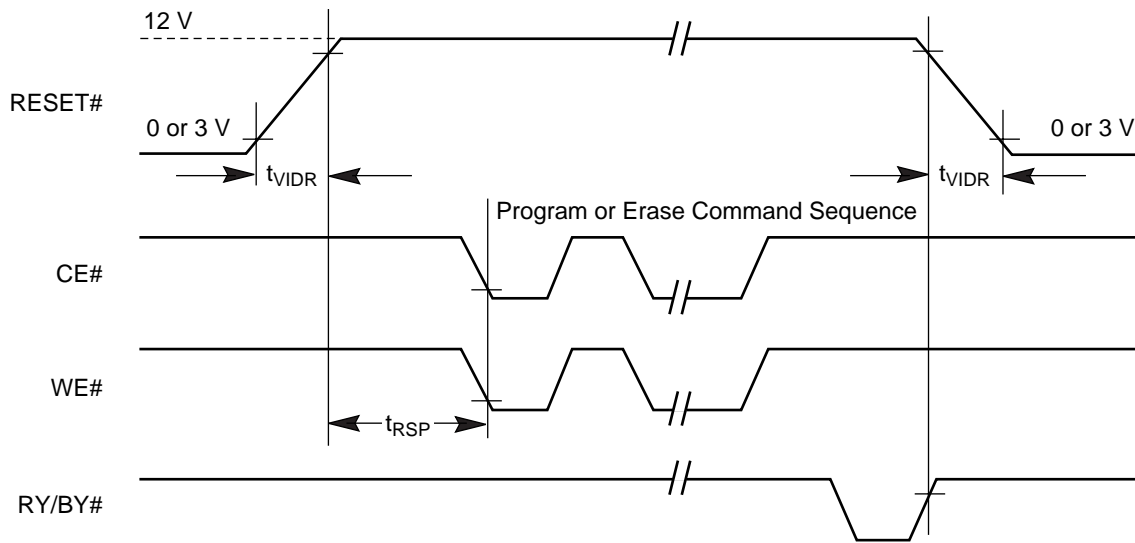 12 V
RESET#
0 or 3 V
0 or 3 V
tVIDR
tVIDR
Program or Erase Command Sequence
CE#
WE#
tRSP
RY/BY#